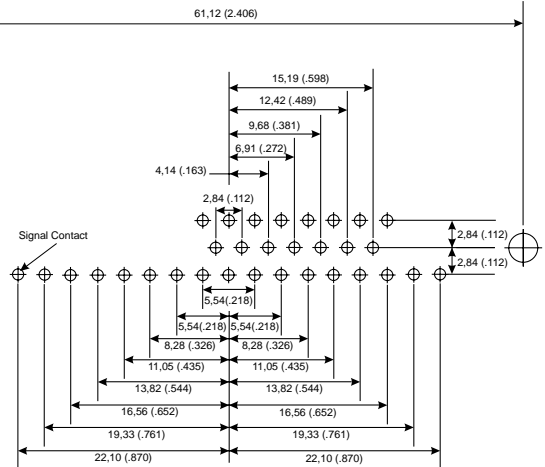 61,12 (2.406)
15,19 (.598)
12,42 (.489)
9,68 (.381)
6,91 (.272)
4,14 (.163)
2,84 (.112)
2,84 (.112)
Signal Contact
2,84 (.112)
5,54(.218)
5,54(.218) 5,54(.218)
8,28 (.326) 8,28 (.326)
11,05 (.435) 11,05 (.435)
13,82 (.544) 13,82 (.544)
16,56 (.652) 16,56 (.652)
19,33 (.761) 19,33 (.761)
22,10 (.870) 22,10 (.870)